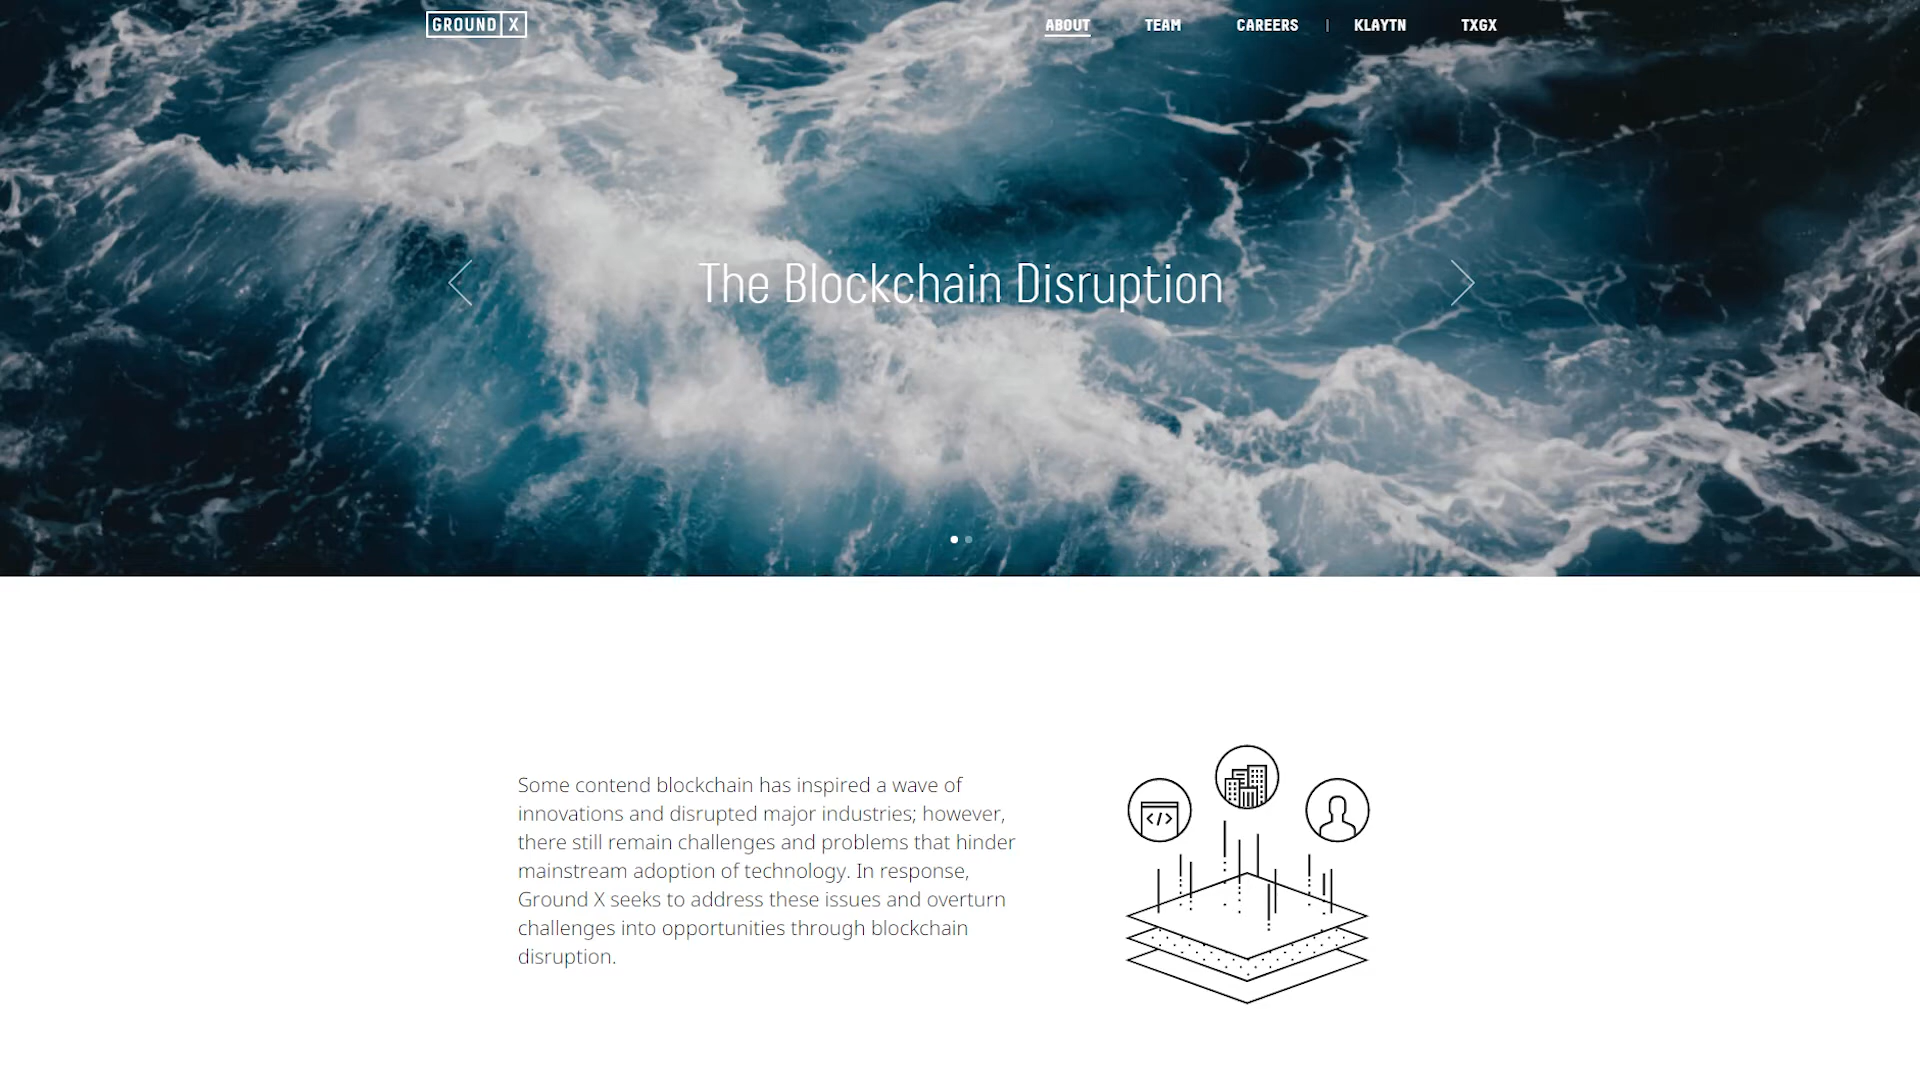 GROUND X
ABOUT TEAM CAREERS | KLAYTN TXGX
The Blockchain Disruption
Some contend blockchain has inspired a wave of
innovations and disrupted major industries; however,
there still remain challenges and problems that hinder
mainstream adoption of technology. In response,
Ground X seeks to address these issues and overturn
challenges into opportunities through blockchain
disruption.